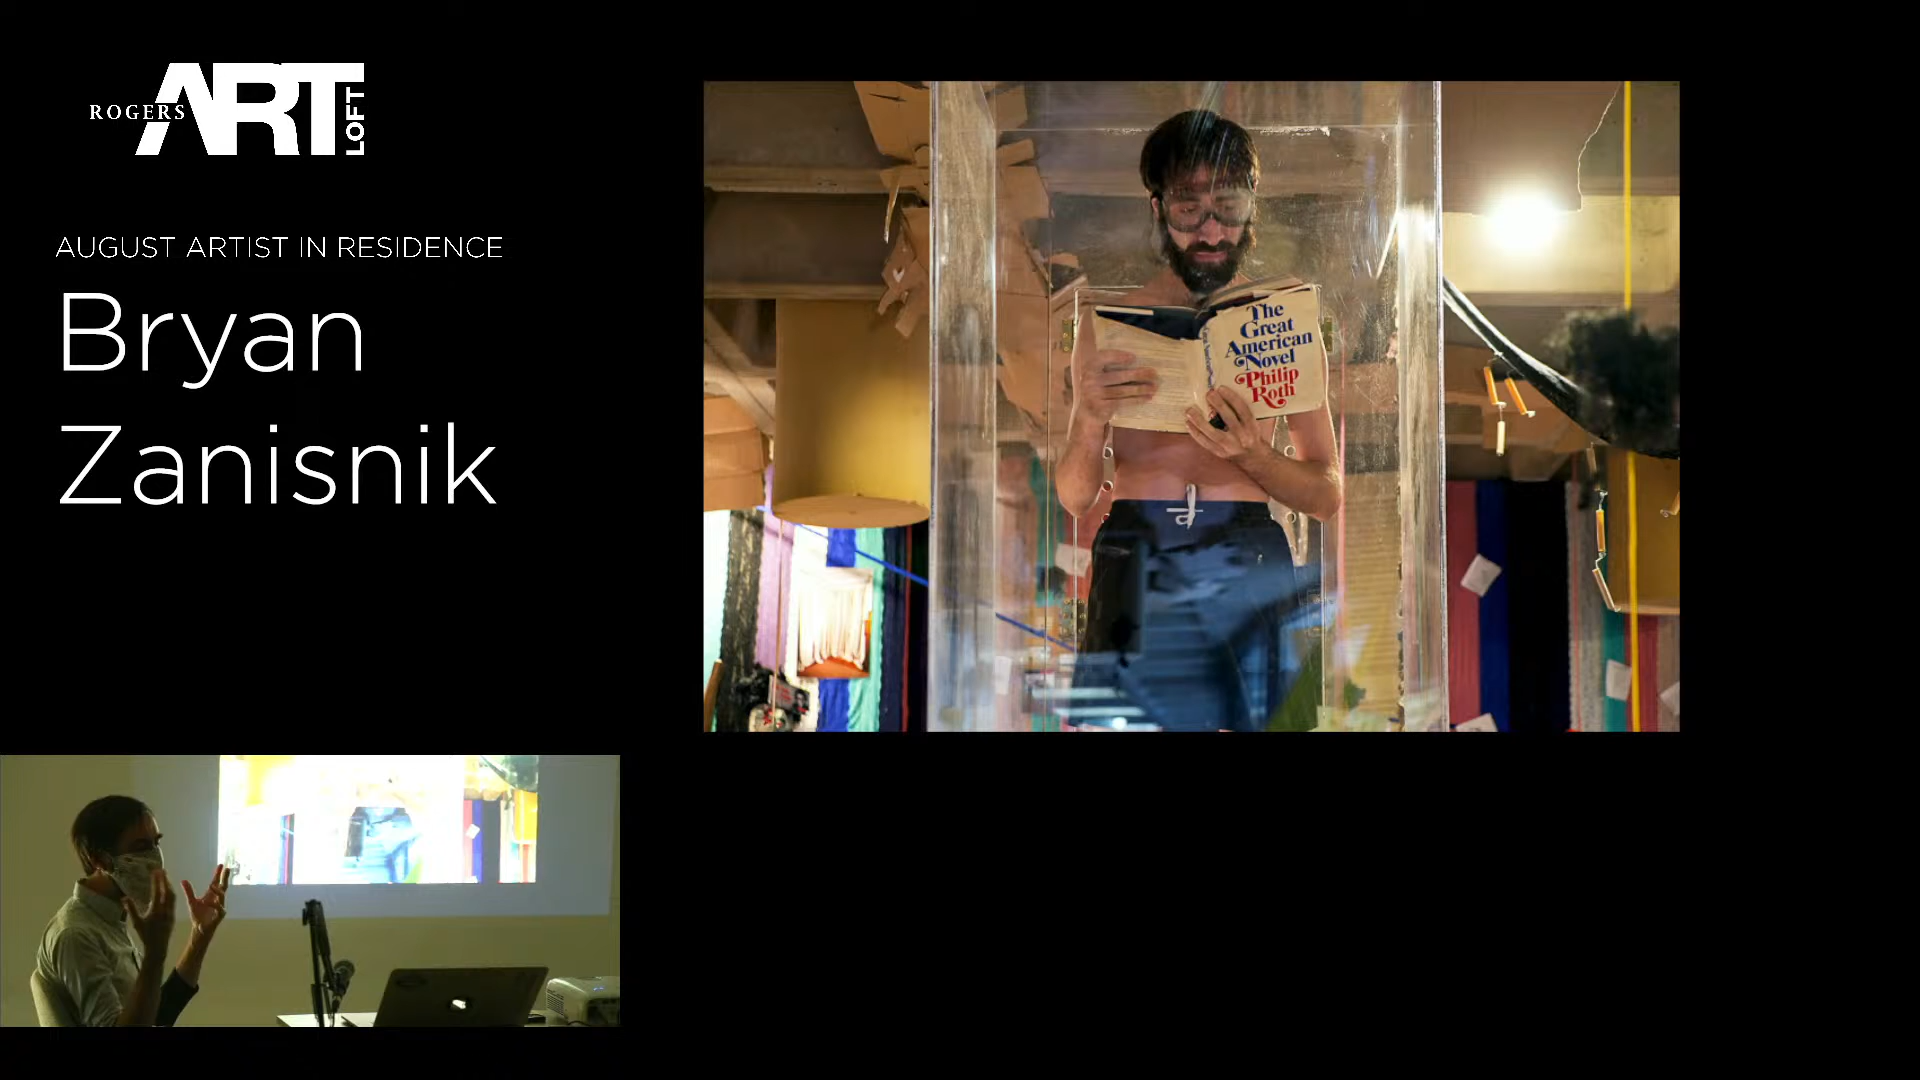 ROGERS
ART
LOFT
AUGUST ARTIST IN RESIDENCE
Bryan
Zanisnik
The
Great
American
Novel
Philip
Roth